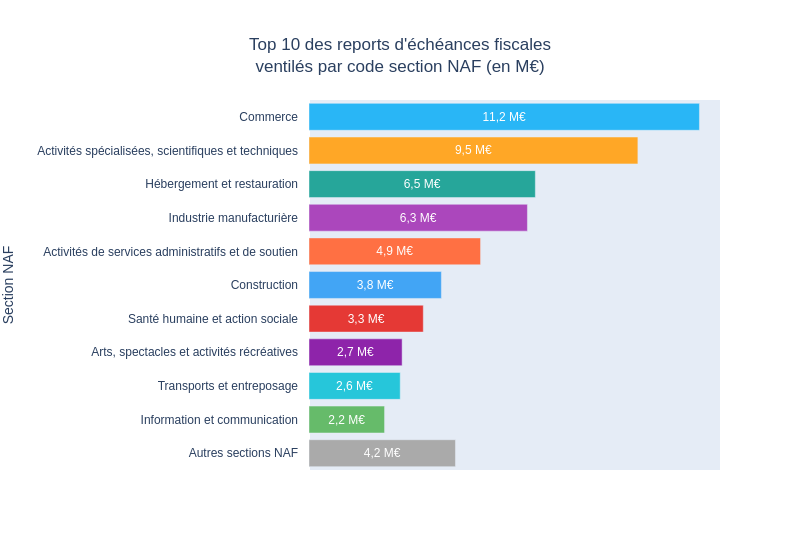 Top 10 des reports d'échéances fiscales
ventilés par code section NAF (en M€)
Section NAF
Commerce 11,2 M€
Activités spécialisées, scientifiques et techniques 9,5 M€
Hébergement et restauration 6,5 M€
Industrie manufacturière 6,3 M€
Activités de services administratifs et de soutien 4,9 M€
Construction 3,8 M€
Santé humaine et action sociale 3,3 M€
Arts, spectacles et activités récréatives 2,7 M€
Transports et entreposage 2,6 M€
Information et communication 2,2 M€
Autres sections NAF 4,2 M€